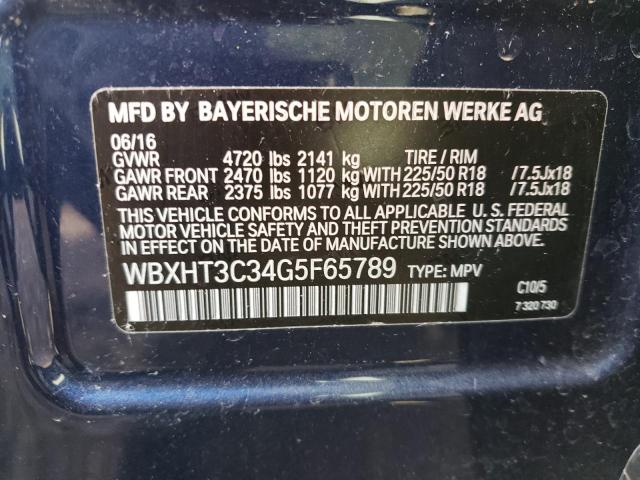 MFD BY BAYERISCHE MOTOREN WERKE AG
06/16
GVWR 4720 lbs 2141 kg TIRE / RIM
GAWR FRONT 2470 lbs 1120 kg WITH 225/50 R18 /7.5Jx18
GAWR REAR 2375 lbs 1077 kg WITH 225/50 R18 /7.5Jx18
THIS VEHICLE CONFORMS TO ALL APPLICABLE U. S. FEDERAL
MOTOR VEHICLE SAFETY AND THEFT PREVENTION STANDARDS
IN EFFECT ON THE DATE OF MANUFACTURE SHOWN ABOVE.
WBXHT3C34G5F65789 TYPE: MPV
C10/5
7 320 730